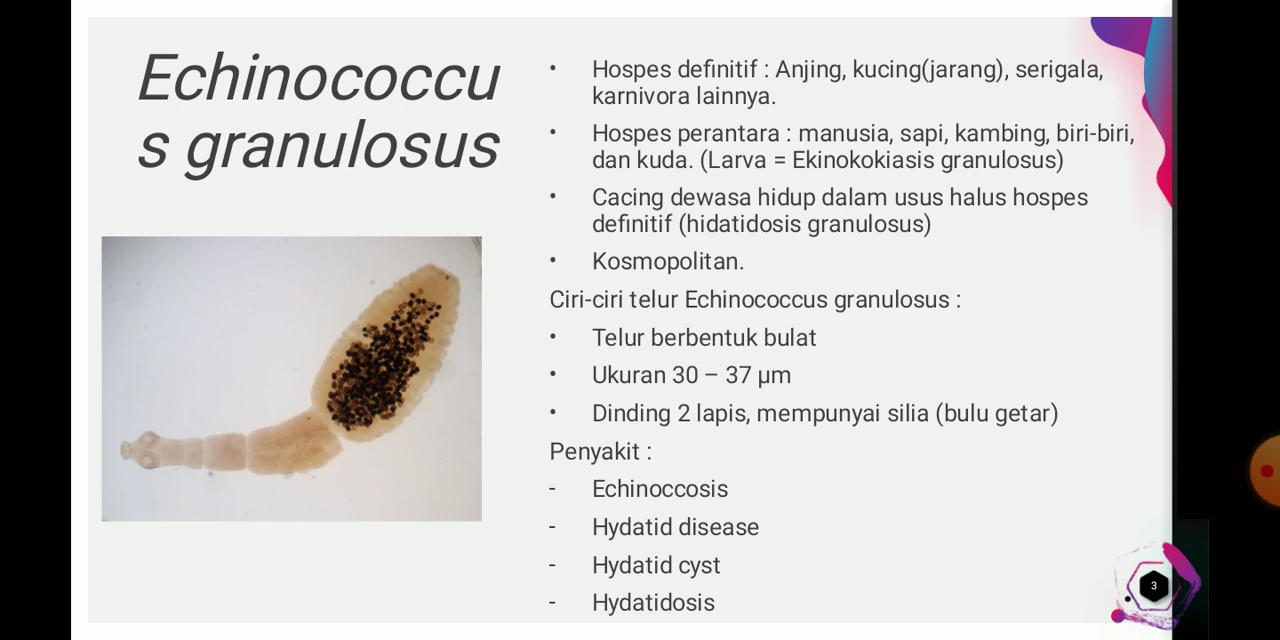 Echinococcu
s granulosus
• Hospes definitif : Anjing, kucing(jarang), serigala,
karnivora lainnya.
• Hospes perantara : manusia, sapi, kambing, biri-biri,
dan kuda. (Larva = Ekinokokiasis granulosus)
• Cacing dewasa hidup dalam usus halus hospes
definitif (hidatidosis granulosus)
• Kosmopolitan.
Ciri-ciri telur Echinococcus granulosus :
• Telur berbentuk bulat
• Ukuran 30 – 37 μm
• Dinding 2 lapis, mempunyai silia (bulu getar)
Penyakit :
- Echinoccosis
- Hydatid disease
- Hydatid cyst
- Hydatidosis
3